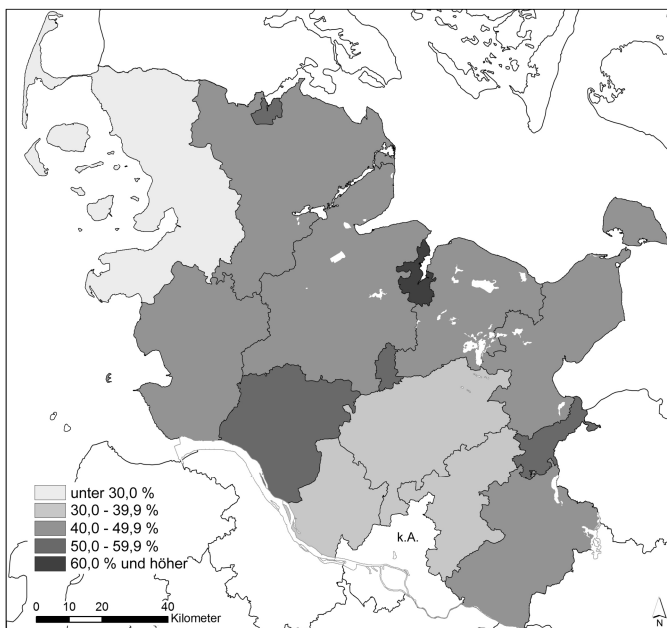 k.A.
unter 30,0 %
30,0 - 39,9 %
40,0 - 49,9 %
50,0 - 59,9 %
60,0 % und höher
0 10 20 40
Kilometer
N